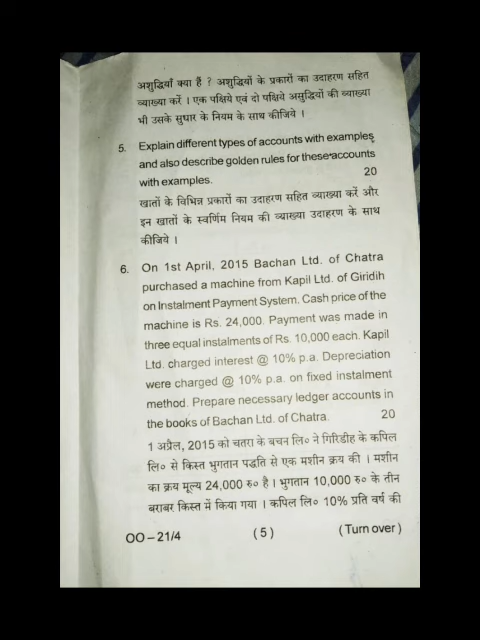 अशुद्धियाँ क्या हैं ? अशुद्धियों के प्रकारों का उदाहरण सहित
व्याख्या करें । एक पक्षिये एवं दो पक्षिये असुद्धियों की व्याख्या
भी उसके सुधार के नियम के साथ कीजिये ।
5. Explain different types of accounts with examples
and also describe golden rules for these accounts
with examples. 20
खातों के विभिन्न प्रकारों का उदाहरण सहित व्याख्या करें और
इन खातों के स्वर्णिम नियम की व्याख्या उदाहरण के साथ
कीजिये ।
6. On 1st April, 2015 Bachan Ltd. of Chatra
purchased a machine from Kapil Ltd. of Giridih
on Instalment Payment System. Cash price of the
machine is Rs. 24,000. Payment was made in
three equal instalments of Rs. 10,000 each. Kapil
Ltd. charged interest @ 10% p.a. Depreciation
were charged @ 10% p.a. on fixed instalment
method. Prepare necessary ledger accounts in
the books of Bachan Ltd. of Chatra. 20
1 अप्रैल, 2015 को चतरा के बचन लि० ने गिरिडीह के कपिल
लि० से किस्त भुगतान पद्धति से एक मशीन क्रय की । मशीन
का क्रय मूल्य 24,000 रु० है । भुगतान 10,000 रु० के तीन
बराबर किस्त में किया गया । कपिल लि० 10% प्रति वर्ष की
OO – 21/4 ( 5 ) ( Turn over )